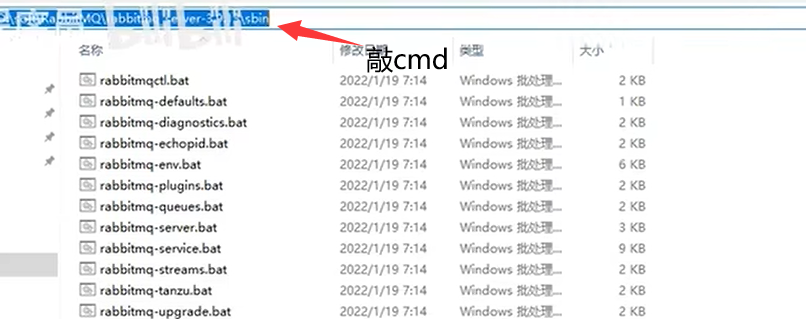 \sbin
敲cmd
名称 修改日期 类型 大小
rabbitmqctl.bat 2022/1/19 7:14 Windows 批处理... 2 KB
rabbitmq-defaults.bat 2022/1/19 7:14 Windows 批处理... 1 KB
rabbitmq-diagnostics.bat 2022/1/19 7:14 Windows 批处理... 2 KB
rabbitmq-echopid.bat 2022/1/19 7:14 Windows 批处理... 2 KB
rabbitmq-env.bat 2022/1/19 7:14 Windows 批处理... 6 KB
rabbitmq-plugins.bat 2022/1/19 7:14 Windows 批处理... 2 KB
rabbitmq-queues.bat 2022/1/19 7:14 Windows 批处理... 2 KB
rabbitmq-server.bat 2022/1/19 7:14 Windows 批处理... 3 KB
rabbitmq-service.bat 2022/1/19 7:14 Windows 批处理... 9 KB
rabbitmq-streams.bat 2022/1/19 7:14 Windows 批处理... 2 KB
rabbitmq-tanzu.bat 2022/1/19 7:14 Windows 批处理... 2 KB
rabbitmq-upgrade.bat 2022/1/19 7:14 Windows 批处理... 2 KB